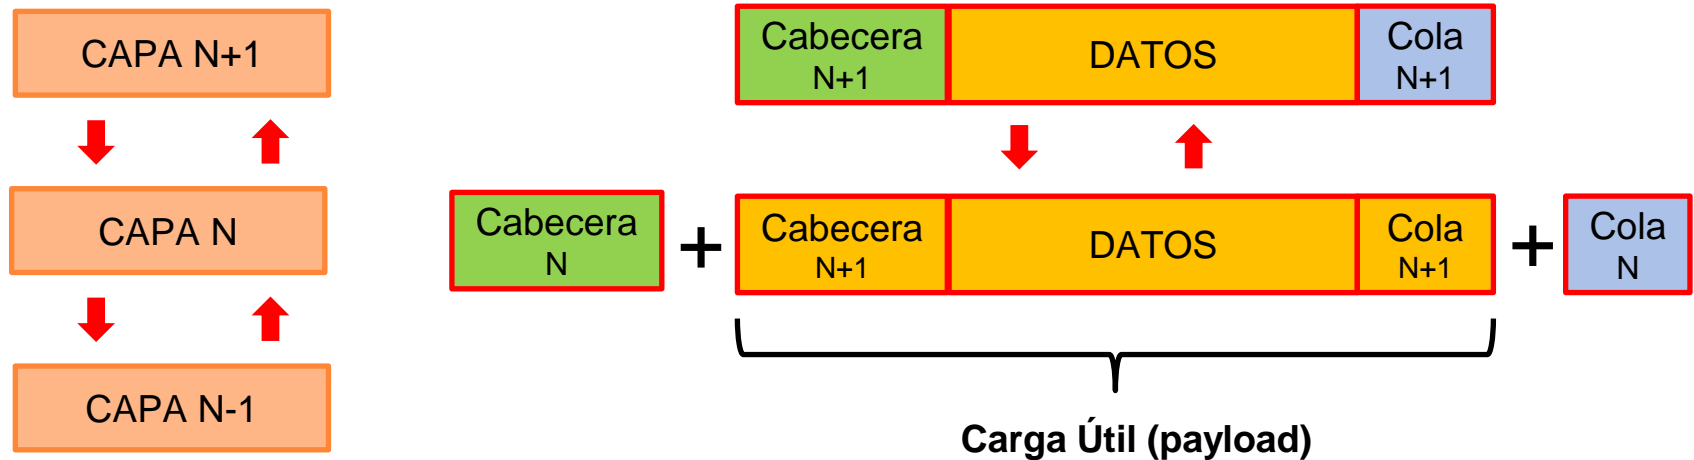 CAPA N+1
CAPA N
CAPA N-1
Cabecera
N+1
DATOS
Cola
N+1
Cabecera
N
+
Cabecera
N+1
DATOS
Cola
N+1
+
Cola
N
Carga Útil (payload)